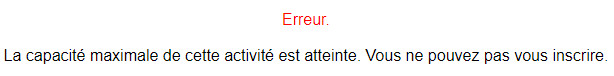 Erreur.
La capacité maximale de cette activité est atteinte. Vous ne pouvez pas vous inscrire.